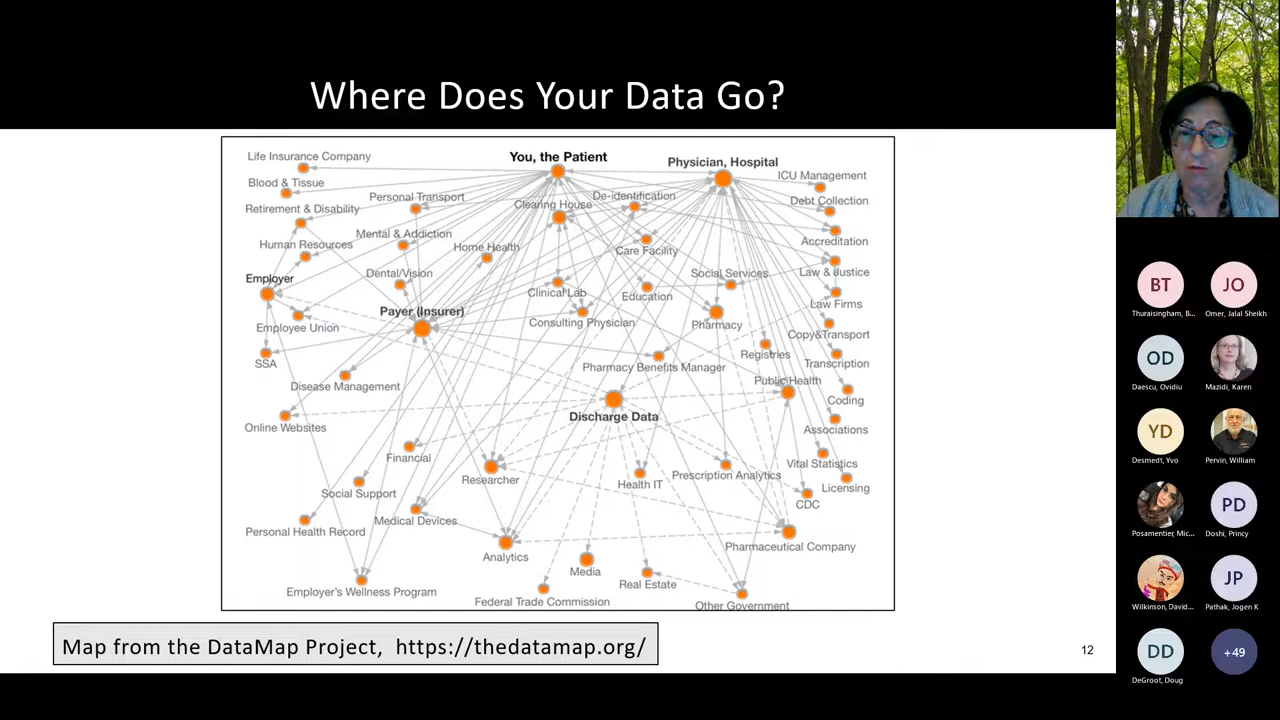 Where Does Your Data Go?
Life Insurance Company
You, the Patient
Physician, Hospital
ICU Management
Blood & Tissue
Personal Transport
De-identification
Debt Collection
Retirement & Disability
Clearing House
Mental & Addiction
Accreditation
Human Resources
Home Health
Care Facility
Employer
Dental/Vision
Social Services
Law & Justice
Clinical Lab
Education
Law Firms
Payer (Insurer)
Employee Union
Consulting Physician
Pharmacy
Copy&Transport
SSA
Registries
Transcription
Pharmacy Benefits Manager
Disease Management
Public Health
Coding
Discharge Data
Online Websites
Associations
Financial
Vital Statistics
Researcher
Health IT
Prescription Analytics
Licensing
Social Support
CDC
Medical Devices
Personal Health Record
Pharmaceutical Company
Analytics
Media
Employer's Wellness Program
Real Estate
Federal Trade Commission
Other Government
Map from the DataMap Project, https://thedatamap.org/
12
BT
JO
Thuraisingham, B...
Omer, Jalal Sheikh
OD
Daescu, Ovidiu
Mazidi, Karen
YD
Desmedt, Yvo
Pervin, William
PD
Posamentier, Mic...
Doshi, Princy
JP
Wilkinson, David...
Pathak, Jogen K
DD
+49
DeGroot, Doug